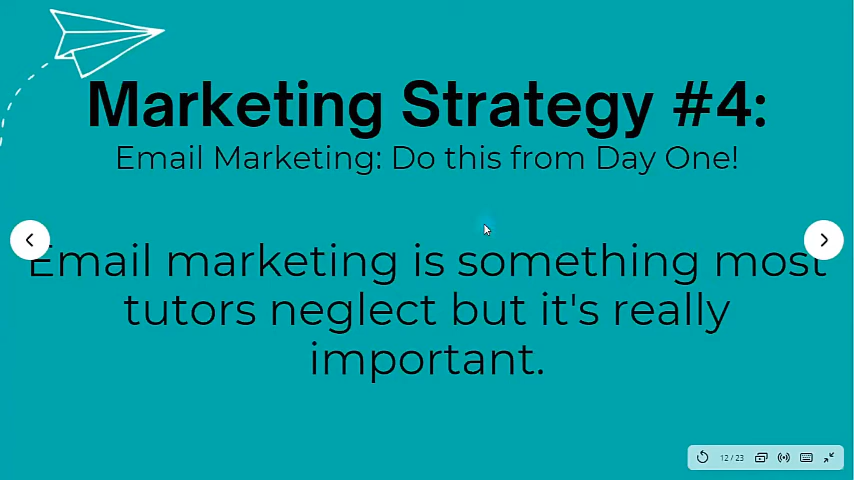 Marketing Strategy #4:
Email Marketing: Do this from Day One!
Email marketing is something most
tutors neglect but it's really
important.
12 / 23